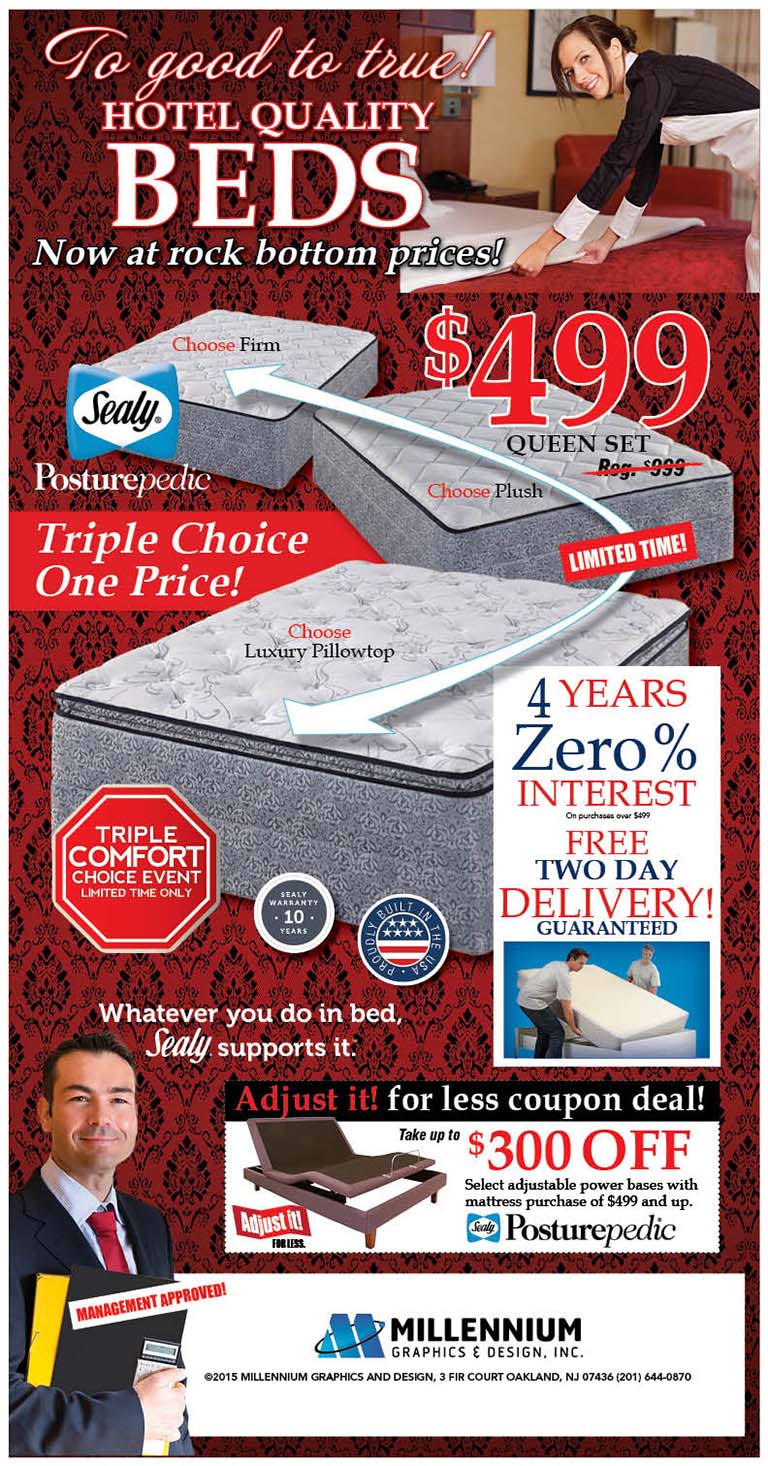 To good to true!
HOTEL QUALITY
BEDS
Now at rock bottom prices!
Choose Firm
$499
QUEEN SET
Reg. $999
Sealy®
Posturepedic
Choose Plush
Triple Choice
One Price!
LIMITED TIME!
Choose
Luxury Pillowtop
4 YEARS
Zero %
INTEREST
On purchases over $499
FREE
TWO DAY
DELIVERY!
GUARANTEED
TRIPLE
COMFORT
CHOICE EVENT
LIMITED TIME ONLY
SEALY
WARRANTY
10
YEARS
PROUDLY BUILT IN THE USA
Whatever you do in bed,
Sealy supports it.
Adjust it! for less coupon deal!
Take up to
$300 OFF
Select adjustable power bases with
mattress purchase of $499 and up.
Adjust it!
FOR LESS.
Sealy Posturepedic
MANAGEMENT APPROVED!
MILLENNIUM
GRAPHICS & DESIGN, INC.
©2015 MILLENNIUM GRAPHICS AND DESIGN, 3 FIR COURT OAKLAND, NJ 07436 (201) 644-0870